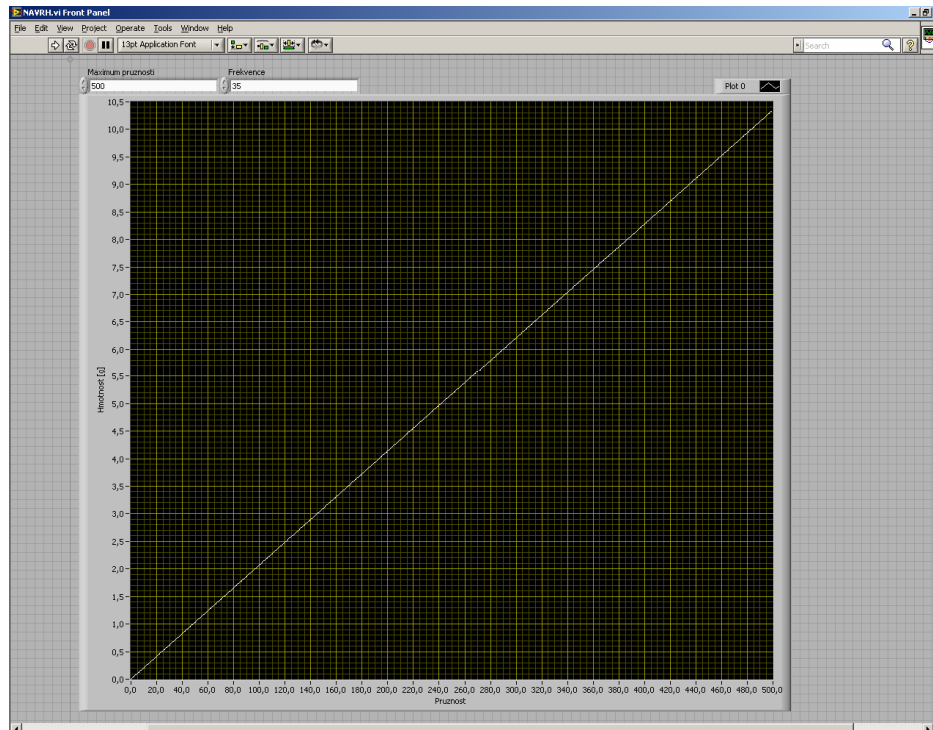 NAVRH.vi Front Panel
File Edit View Project Operate Tools Window Help
13pt Application Font
Search
Maximum pruznosti Frekvence
500 35
Plot 0
10,5
10,0
9,5
9,0
8,5
8,0
7,5
7,0
6,5
6,0
5,5
5,0
4,5
4,0
3,5
3,0
2,5
2,0
1,5
1,0
0,5
0,0
Hmotnost [g]
0,0 20,0 40,0 60,0 80,0 100,0 120,0 140,0 160,0 180,0 200,0 220,0 240,0 260,0 280,0 300,0 320,0 340,0 360,0 380,0 400,0 420,0 440,0 460,0 480,0 500,0
Pruznost